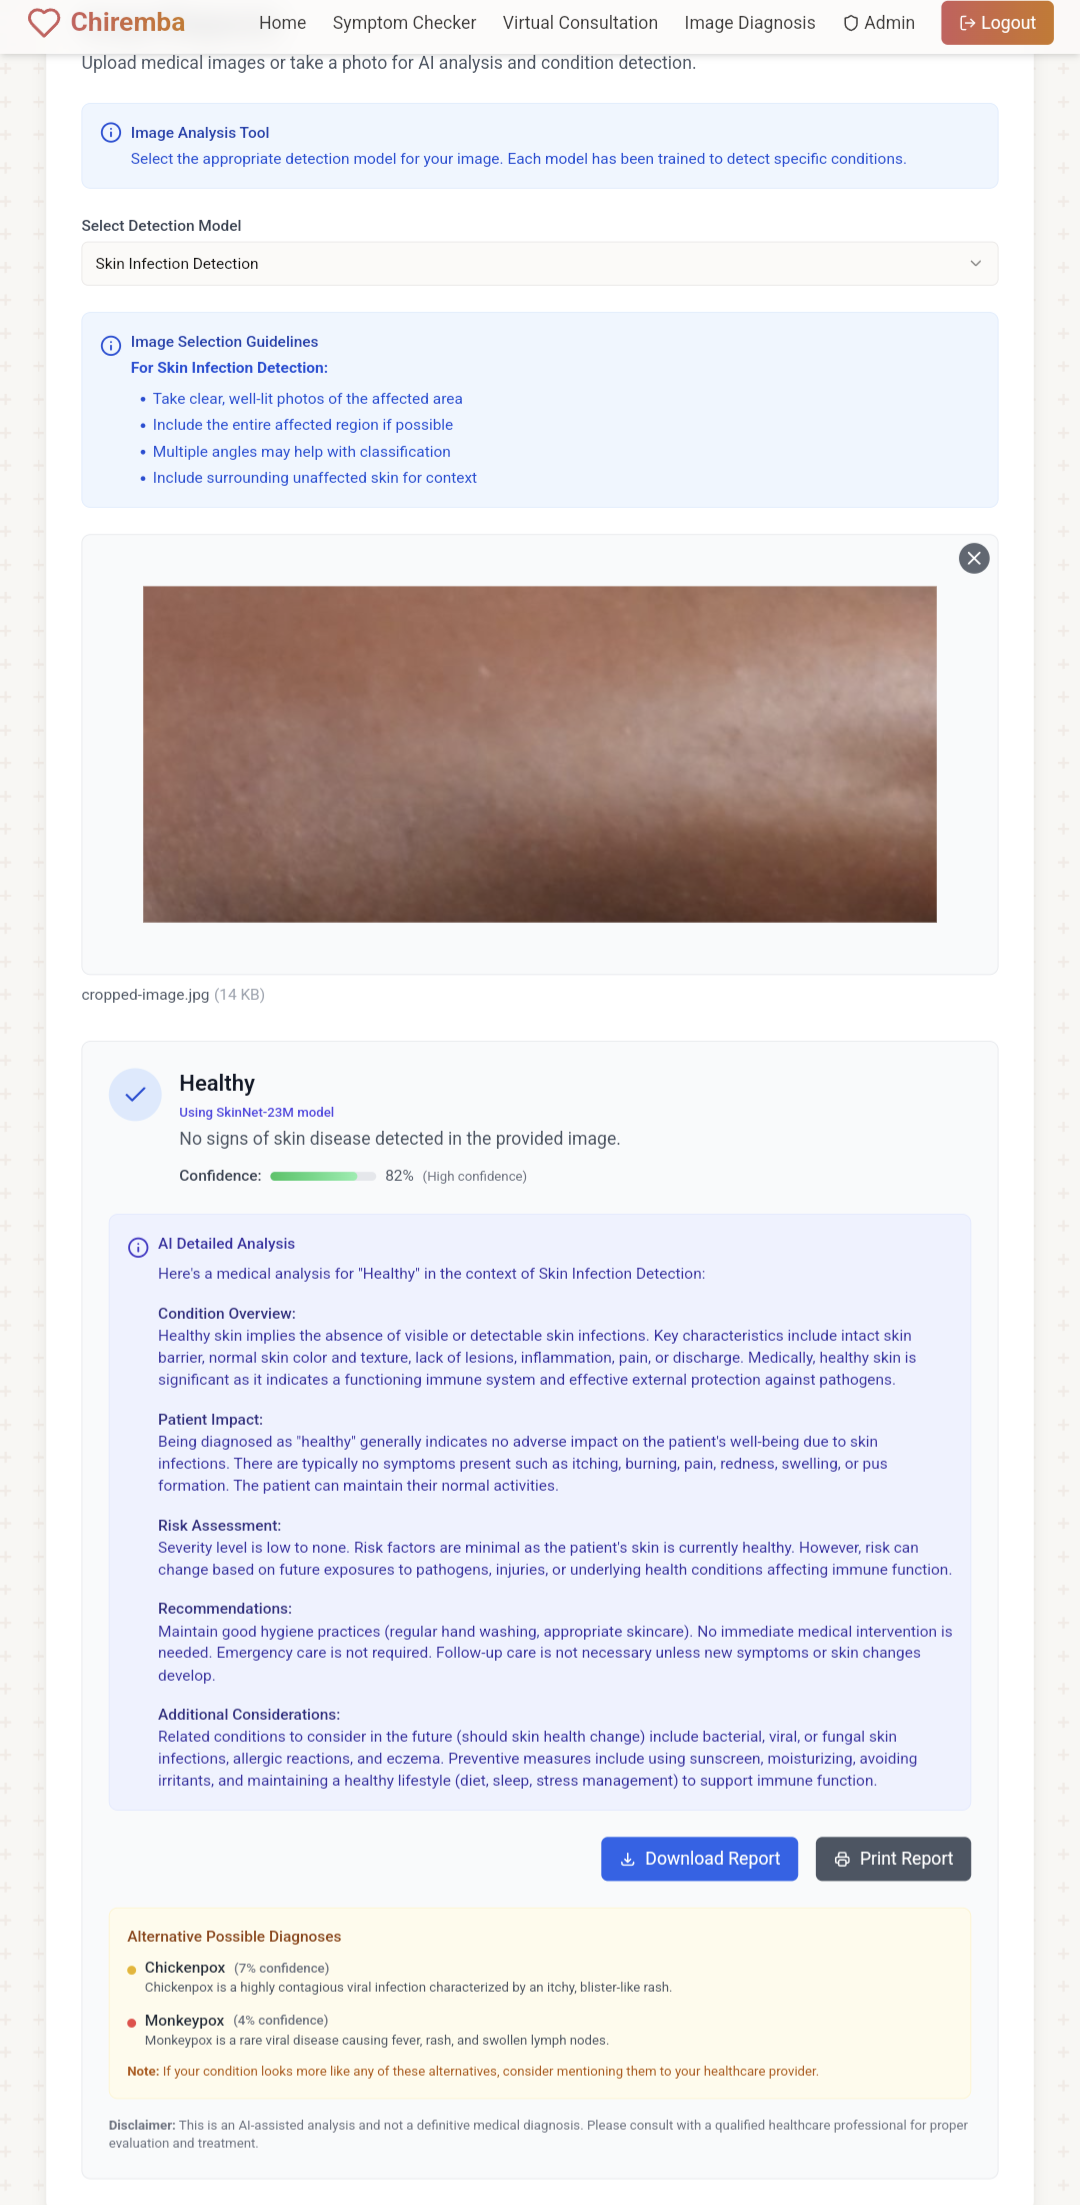 Chiremba
Home
Symptom Checker
Virtual Consultation
Image Diagnosis
Admin
Logout
Upload medical images or take a photo for AI analysis and condition detection.
Image Analysis Tool
Select the appropriate detection model for your image. Each model has been trained to detect specific conditions.
Select Detection Model
Skin Infection Detection
Image Selection Guidelines
For Skin Infection Detection:
• Take clear, well-lit photos of the affected area
• Include the entire affected region if possible
• Multiple angles may help with classification
• Include surrounding unaffected skin for context
cropped-image.jpg (14 KB)
Healthy
Using SkinNet-23M model
No signs of skin disease detected in the provided image.
Confidence: 82% (High confidence)
AI Detailed Analysis
Here's a medical analysis for "Healthy" in the context of Skin Infection Detection:
Condition Overview:
Healthy skin implies the absence of visible or detectable skin infections. Key characteristics include intact skin
barrier, normal skin color and texture, lack of lesions, inflammation, pain, or discharge. Medically, healthy skin is
significant as it indicates a functioning immune system and effective external protection against pathogens.
Patient Impact:
Being diagnosed as "healthy" generally indicates no adverse impact on the patient's well-being due to skin
infections. There are typically no symptoms present such as itching, burning, pain, redness, swelling, or pus
formation. The patient can maintain their normal activities.
Risk Assessment:
Severity level is low to none. Risk factors are minimal as the patient's skin is currently healthy. However, risk can
change based on future exposures to pathogens, injuries, or underlying health conditions affecting immune function.
Recommendations:
Maintain good hygiene practices (regular hand washing, appropriate skincare). No immediate medical intervention is
needed. Emergency care is not required. Follow-up care is not necessary unless new symptoms or skin changes
develop.
Additional Considerations:
Related conditions to consider in the future (should skin health change) include bacterial, viral, or fungal skin
infections, allergic reactions, and eczema. Preventive measures include using sunscreen, moisturizing, avoiding
irritants, and maintaining a healthy lifestyle (diet, sleep, stress management) to support immune function.
Download Report
Print Report
Alternative Possible Diagnoses
Chickenpox (7% confidence)
Chickenpox is a highly contagious viral infection characterized by an itchy, blister-like rash.
Monkeypox (4% confidence)
Monkeypox is a rare viral disease causing fever, rash, and swollen lymph nodes.
Note: If your condition looks more like any of these alternatives, consider mentioning them to your healthcare provider.
Disclaimer: This is an AI-assisted analysis and not a definitive medical diagnosis. Please consult with a qualified healthcare professional for proper
evaluation and treatment.